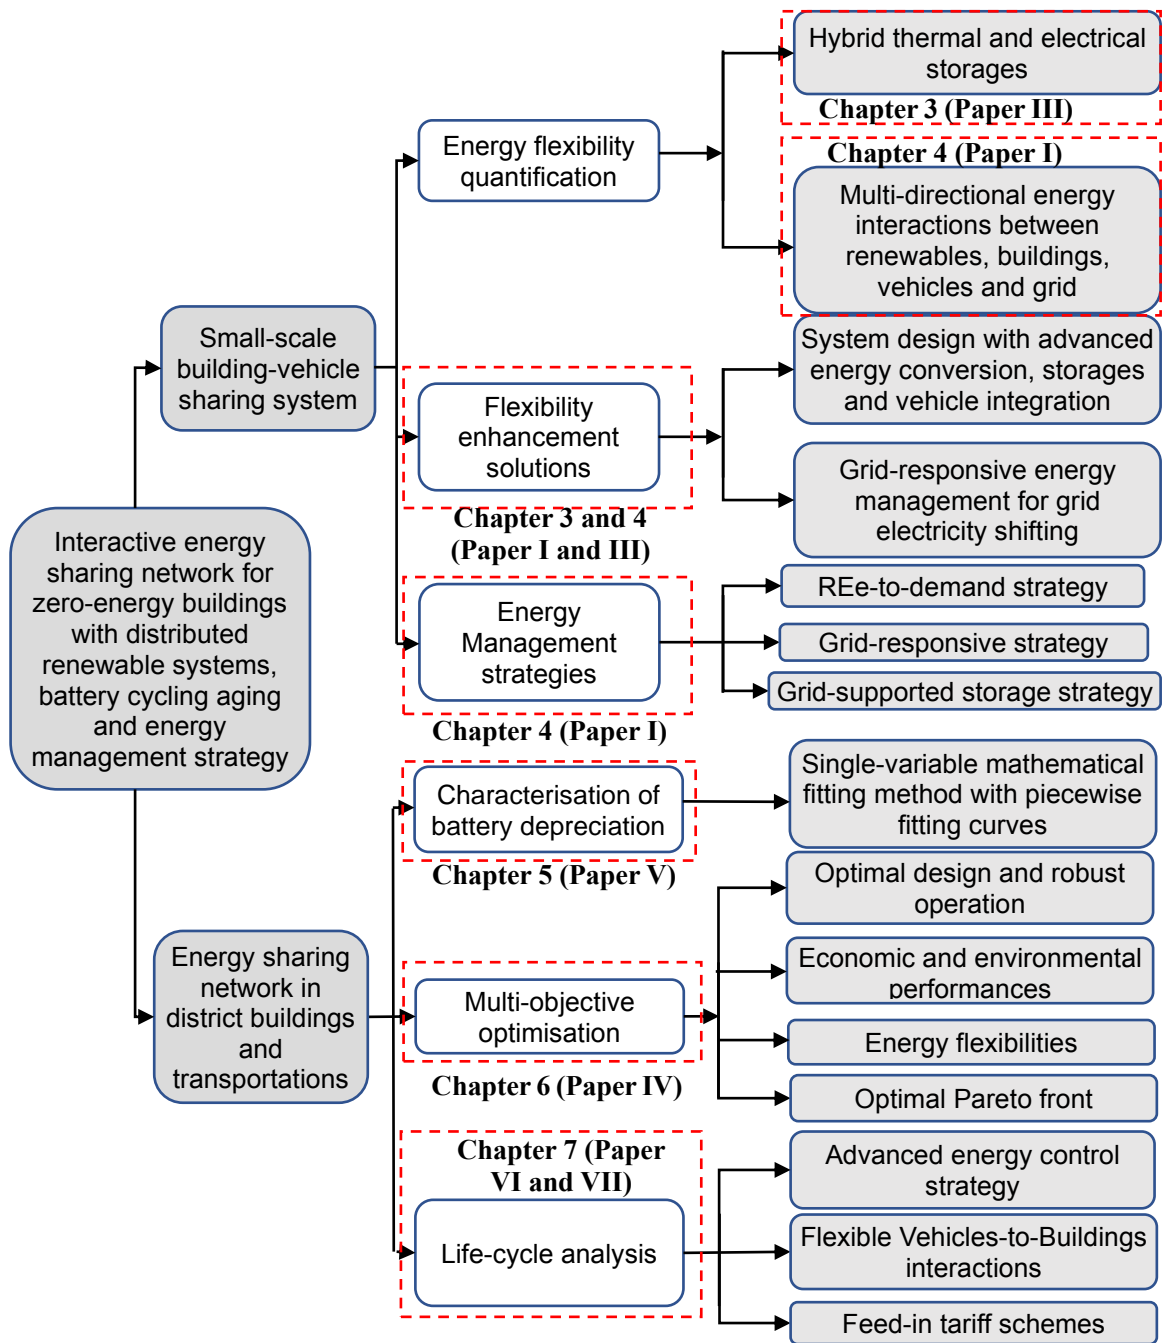 Hybrid thermal and electrical
storages
Chapter 3 (Paper III)
Energy flexibility
quantification
Chapter 4 (Paper I)
Multi-directional energy
interactions between
renewables, buildings,
vehicles and grid
Small-scale
building-vehicle
sharing system
System design with advanced
energy conversion, storages
and vehicle integration
Flexibility
enhancement
solutions
Grid-responsive energy
management for grid
electricity shifting
Chapter 3 and 4
(Paper I and III)
Interactive energy
sharing network for
zero-energy buildings
with distributed
renewable systems,
battery cycling aging
and energy
management strategy
Energy
Management
strategies
REe-to-demand strategy
Grid-responsive strategy
Grid-supported storage strategy
Chapter 4 (Paper I)
Characterisation of
battery depreciation
Single-variable mathematical
fitting method with piecewise
fitting curves
Chapter 5 (Paper V)
Optimal design and robust
operation
Energy sharing
network in
district buildings
and
transportations
Economic and environmental
performances
Multi-objective
optimisation
Energy flexibilities
Chapter 6 (Paper IV)
Optimal Pareto front
Chapter 7 (Paper
VI and VII)
Advanced energy control
strategy
Life-cycle analysis
Flexible Vehicles-to-Buildings
interactions
Feed-in tariff schemes